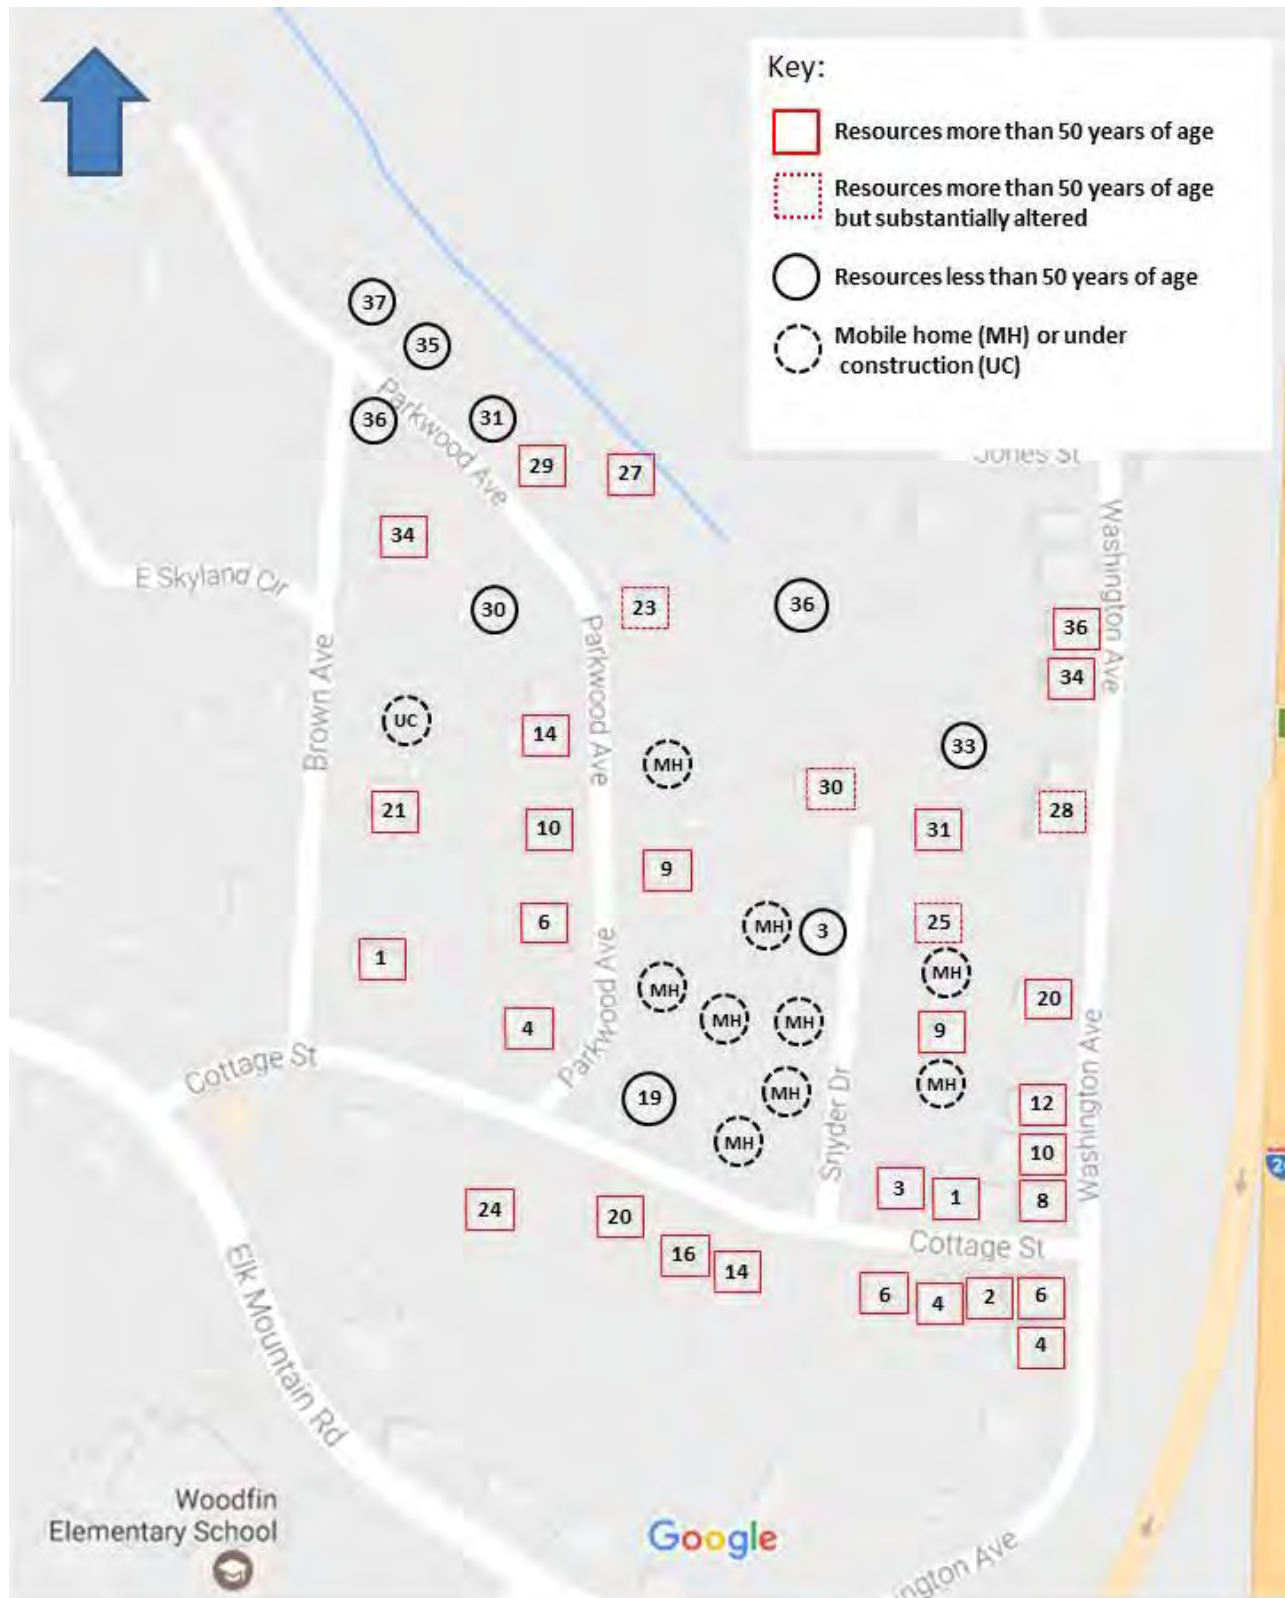 Key:
Resources more than 50 years of age
Resources more than 50 years of age
but substantially altered
Resources less than 50 years of age
Mobile home (MH) or under
construction (UC)
37
35
Parkwood Ave
36
31
Jones St
29
27
Washington Ave
34
E Skyland Cir
30
23
36
36
Parkwood Ave
34
Brown Ave
UC
14
33
MH
30
28
21
10
31
9
6
MH
3
25
1
MH
MH
20
Parkwood Ave
4
MH
MH
9
Cottage St
MH
MH
19
12
Washington Ave
Snyder Dr
MH
10
3
1
8
24
20
Cottage St
16
14
6
4
2
6
4
Elk Mountain Rd
Woodfin
Elementary School
Google
ngton Ave